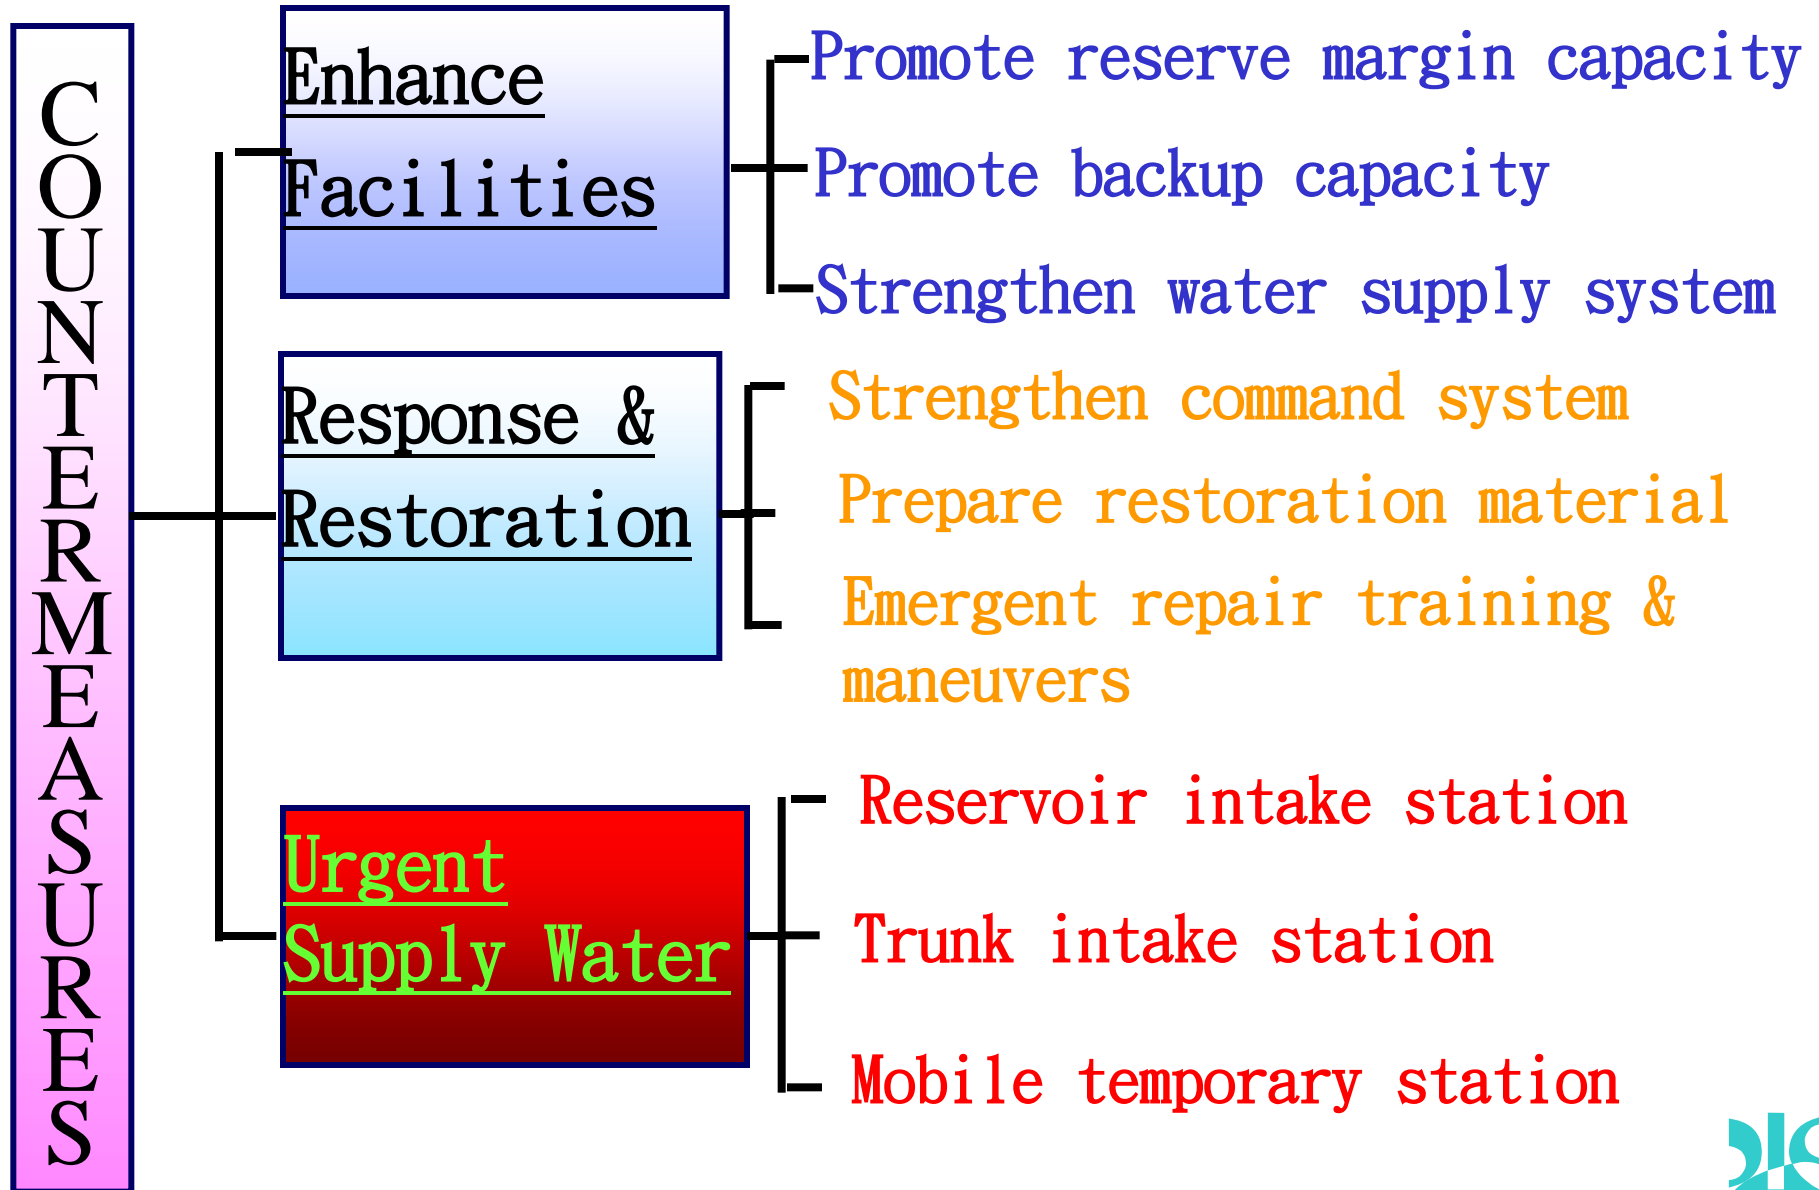 COUNTERMEASURES
Enhance
Facilities
Promote reserve margin capacity
Promote backup capacity
Strengthen water supply system
Response &
Restoration
Strengthen command system
Prepare restoration material
Emergent repair training &
maneuvers
Urgent
Supply Water
Reservoir intake station
Trunk intake station
Mobile temporary station